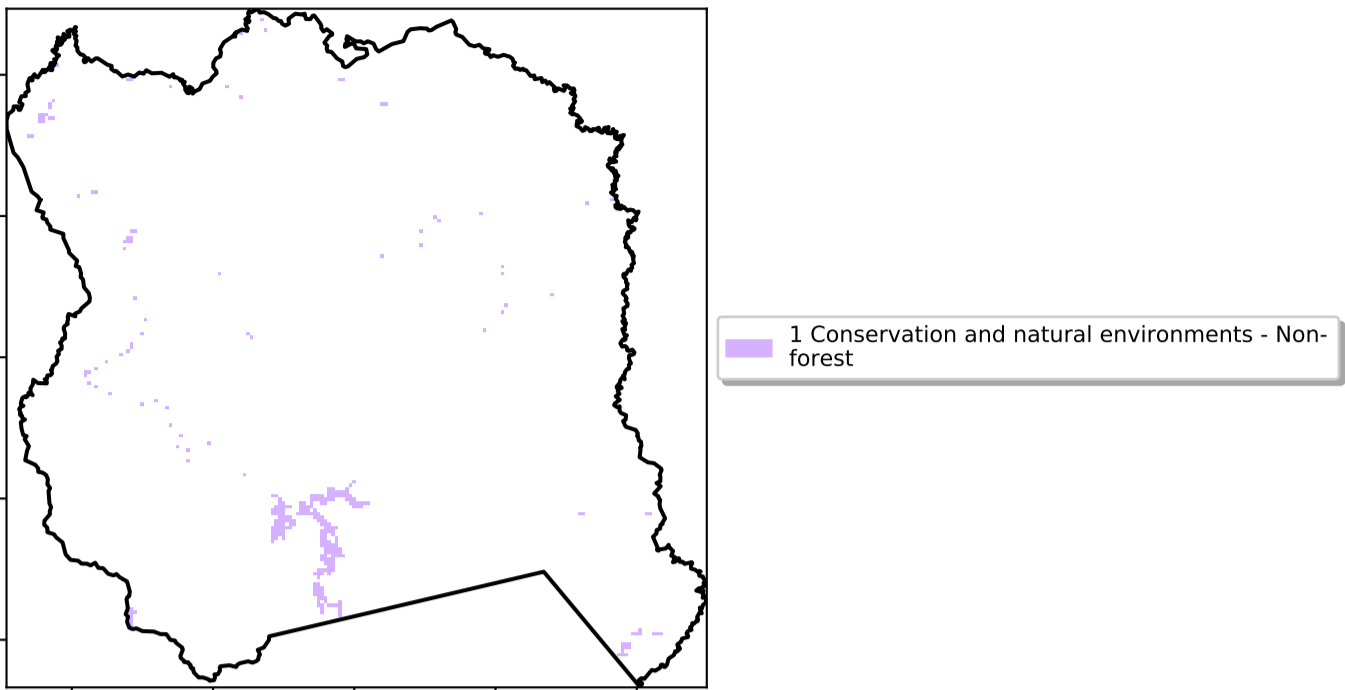 1 Conservation and natural environments - Non-
forest